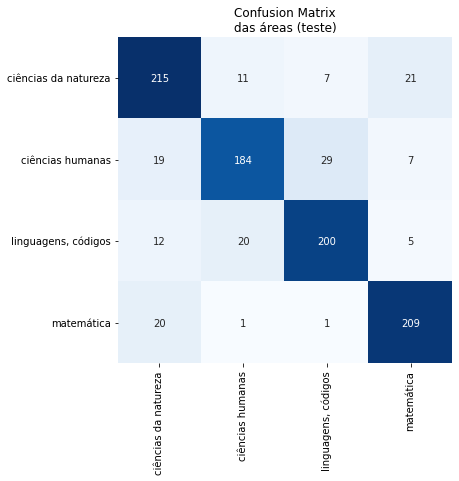 Confusion Matrix
das áreas (teste)
ciências da natureza 215 11 7 21
ciências humanas 19 184 29 7
linguagens, códigos 12 20 200 5
matemática 20 1 1 209
ciências da natureza
ciências humanas
linguagens, códigos
matemática